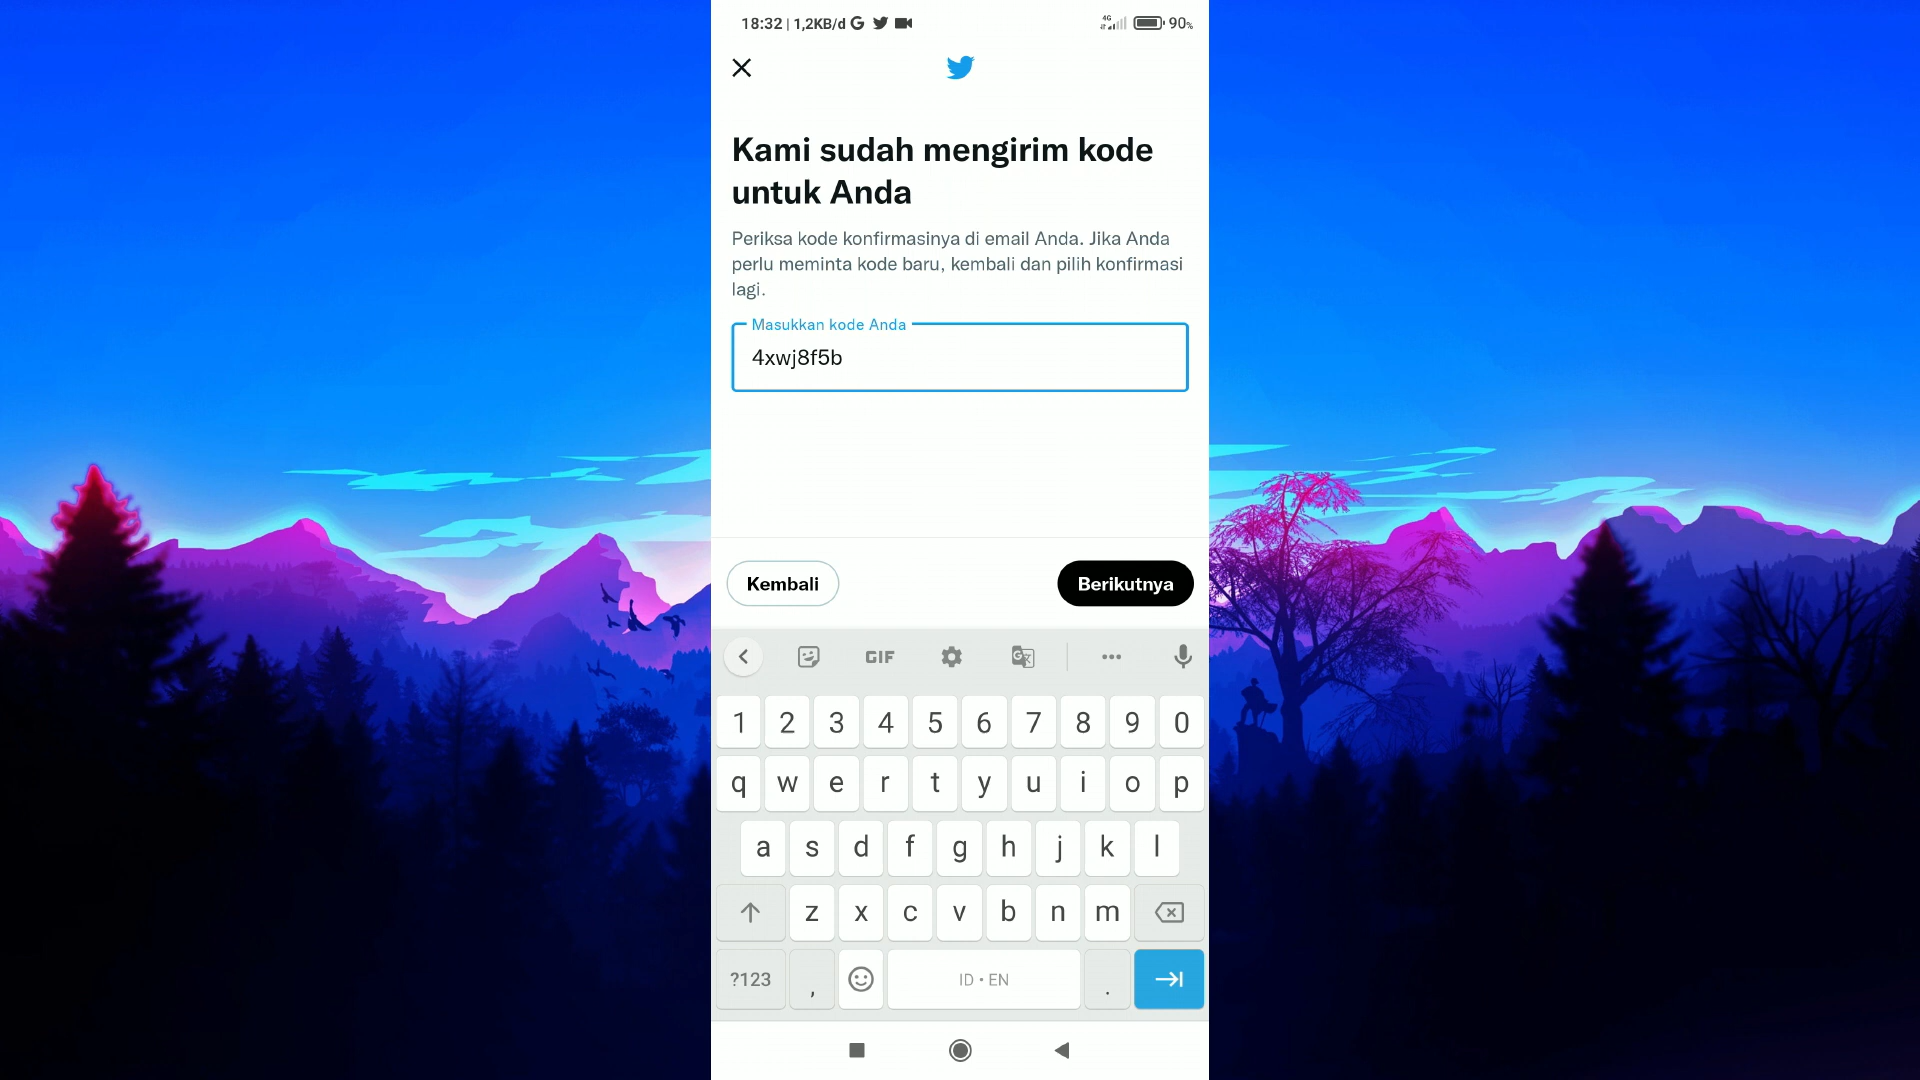 18:32 | 1,2KB/d G 4G 90%
Kami sudah mengirim kode
untuk Anda
Periksa kode konfirmasinya di email Anda. Jika Anda
perlu meminta kode baru, kembali dan pilih konfirmasi
lagi.
Masukkan kode Anda
4xwj8f5b
Kembali Berikutnya
GIF G
1 2 3 4 5 6 7 8 9 0
q w e r t y u i o p
a s d f g h j k l
z x c v b n m
?123 , ID • EN .